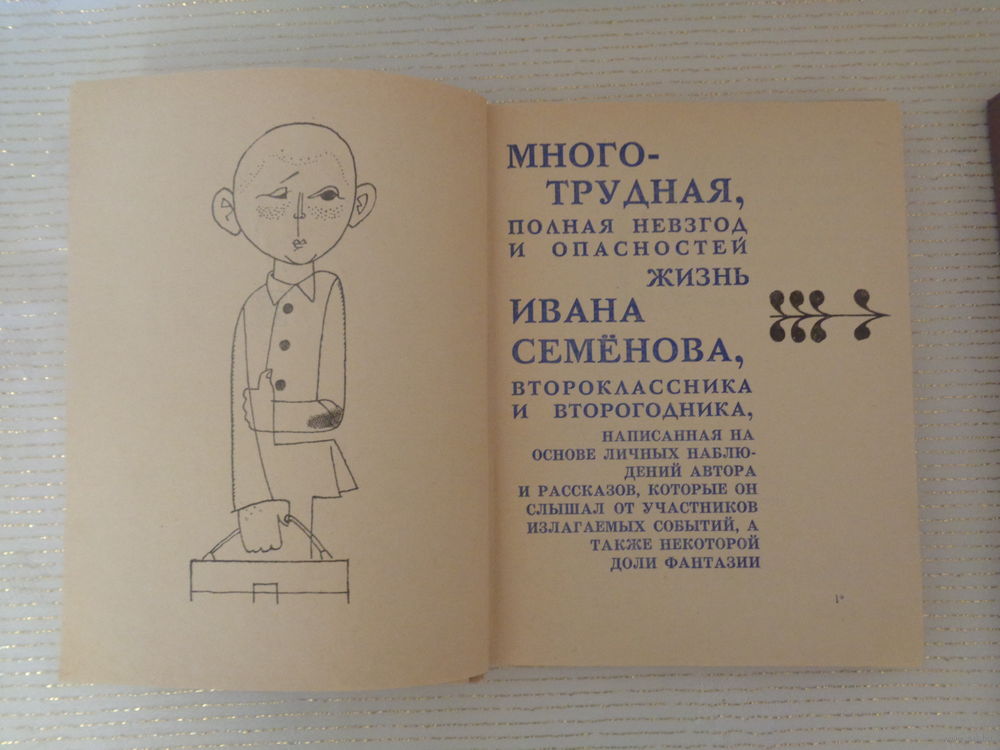 МНОГО-
ТРУДНАЯ,
ПОЛНАЯ НЕВЗГОД
И ОПАСНОСТЕЙ
ЖИЗНЬ
ИВАНА
СЕМЁНОВА,
ВТОРОКЛАССНИКА
И ВТОРОГОДНИКА,
НАПИСАННАЯ НА
ОСНОВЕ ЛИЧНЫХ НАБЛЮ-
ДЕНИЙ АВТОРА
И РАССКАЗОВ, КОТОРЫЕ ОН
СЛЫШАЛ ОТ УЧАСТНИКОВ
ИЗЛАГАЕМЫХ СОБЫТИЙ, А
ТАКЖЕ НЕКОТОРОЙ
ДОЛИ ФАНТАЗИИ
1*